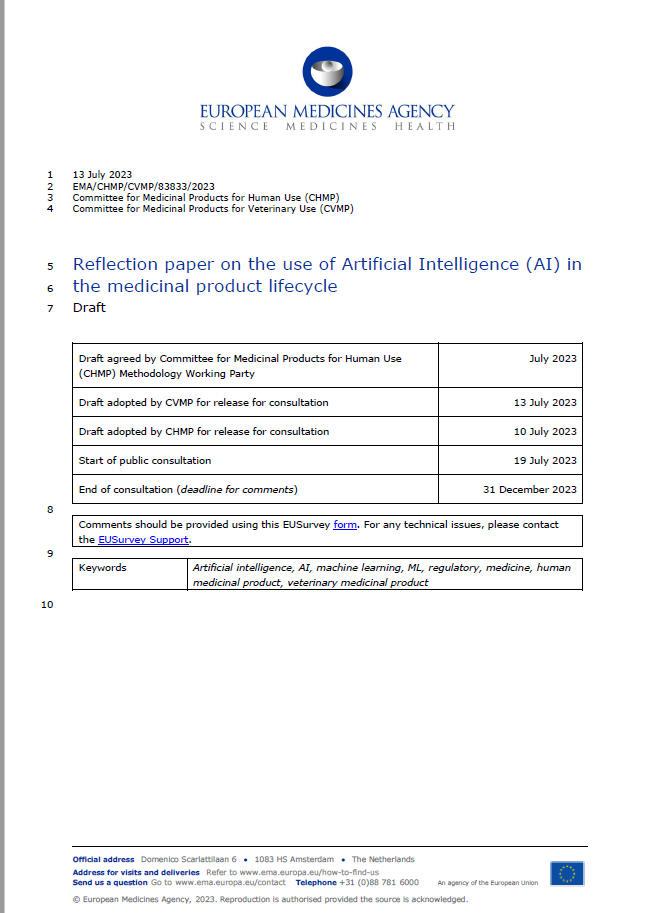 EUROPEAN MEDICINES AGENCY
SCIENCE MEDICINES HEALTH
1 13 July 2023
2 EMA/CHMP/CVMP/83833/2023
3 Committee for Medicinal Products for Human Use (CHMP)
4 Committee for Medicinal Products for Veterinary Use (CVMP)
5 Reflection paper on the use of Artificial Intelligence (AI) in
6 the medicinal product lifecycle
7 Draft
Draft agreed by Committee for Medicinal Products for Human Use July 2023
(CHMP) Methodology Working Party
Draft adopted by CVMP for release for consultation 13 July 2023
Draft adopted by CHMP for release for consultation 10 July 2023
Start of public consultation 19 July 2023
End of consultation (deadline for comments) 31 December 2023
8
Comments should be provided using this EUSurvey form. For any technical issues, please contact
the EUSurvey Support.
9
Keywords Artificial intelligence, AI, machine learning, ML, regulatory, medicine, human
medicinal product, veterinary medicinal product
10
Official address Domenico Scarlattilaan 6 • 1083 HS Amsterdam • The Netherlands
Address for visits and deliveries Refer to www.ema.europa.eu/how-to-find-us
Send us a question Go to www.ema.europa.eu/contact Telephone +31 (0)88 781 6000 An agency of the European Union
© European Medicines Agency, 2023. Reproduction is authorised provided the source is acknowledged.